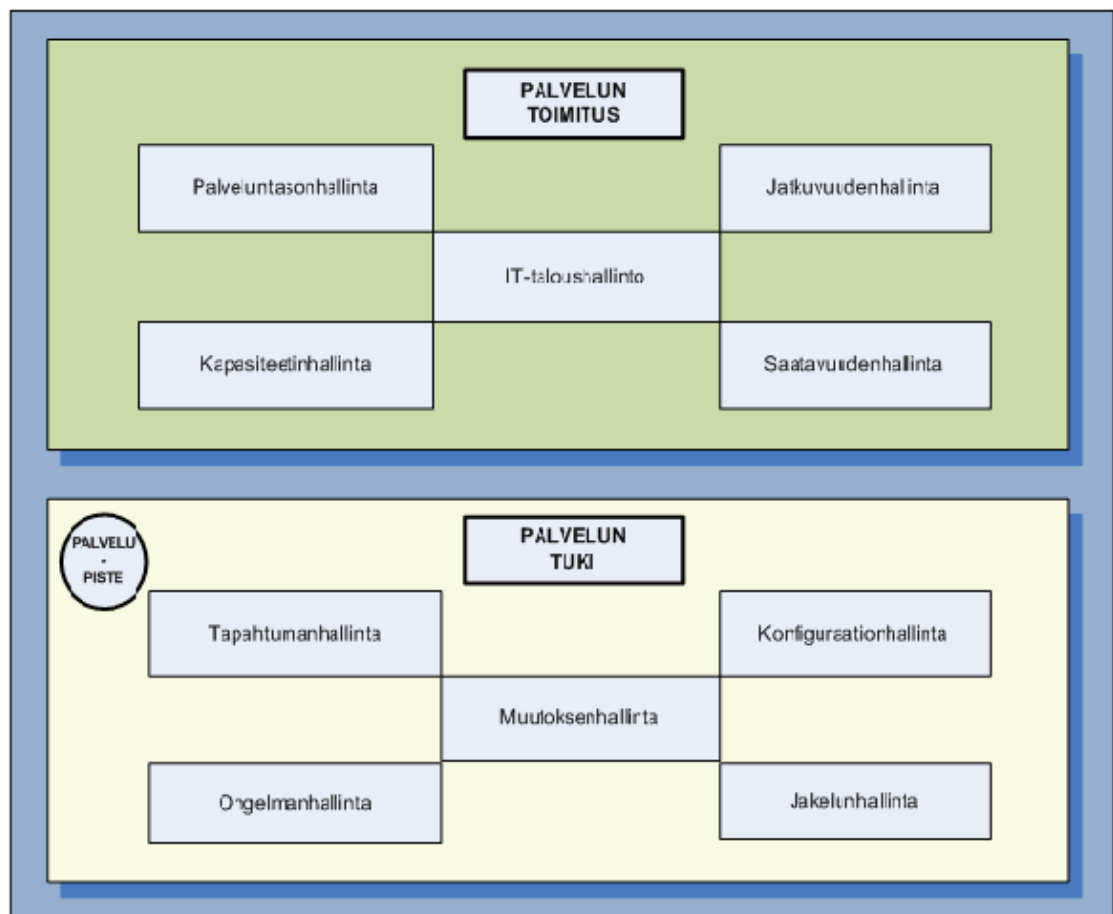 PALVELUN
TOIMITUS
Palveluntasonhallinta
Jatkuvuudenhallinta
IT-taloushallinto
Kapasiteetinhallinta
Saatavuudenhallinta
PALVELU
-
PISTE
PALVELUN
TUKI
Tapahtumanhallinta
Konfiguraationhallinta
Muutoksenhallinta
Ongelmanhallinta
Jakelunhallinta